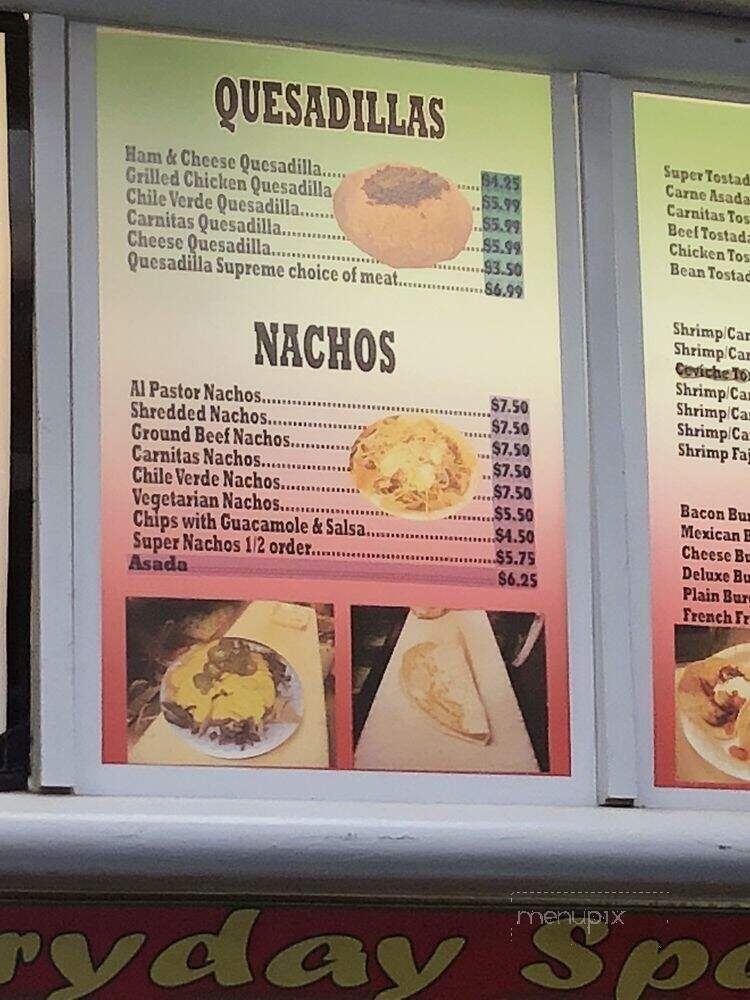 QUESADILLAS
Ham & Cheese Quesadilla......$4.25
Grilled Chicken Quesadilla.....$5.99
Chile Verde Quesadilla.....$5.99
Carnitas Quesadilla.....$5.99
Cheese Quesadilla.....$3.50
Quesadilla Supreme choice of meat.....$6.99
NACHOS
Al Pastor Nachos.....$7.50
Shredded Nachos.....$7.50
Ground Beef Nachos.....$7.50
Carnitas Nachos.....$7.50
Chile Verde Nachos.....$7.50
Vegetarian Nachos.....$5.50
Chips with Guacamole & Salsa.....$4.50
Super Nachos 1/2 order.....$5.75
Asada $6.25
Super Tostad
Carne Asada
Carnitas Tos
Beef Tostada
Chicken Tos
Bean Tostad
Shrimp/Car
Shrimp/Car
Ceviche To
Shrimp/Ca
Shrimp/Ca
Shrimp/Ca
Shrimp Faj
Bacon Bu
Mexican B
Cheese Bu
Deluxe Bu
Plain Bur
French Fr
menupix
ryday Spe